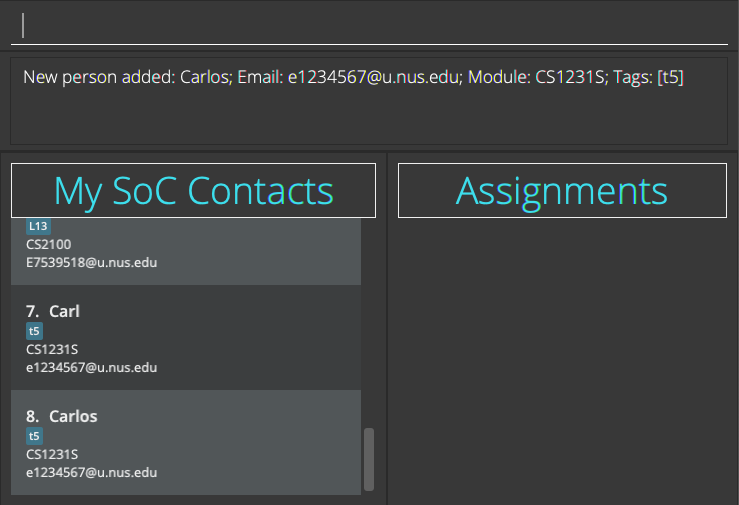 New person added: Carlos; Email: e1234567@u.nus.edu; Module: CS1231S; Tags: [t5]
My SoC Contacts
L13
CS2100
E7539518@u.nus.edu
7. Carl
t5
CS1231S
e1234567@u.nus.edu
8. Carlos
t5
CS1231S
e1234567@u.nus.edu
Assignments